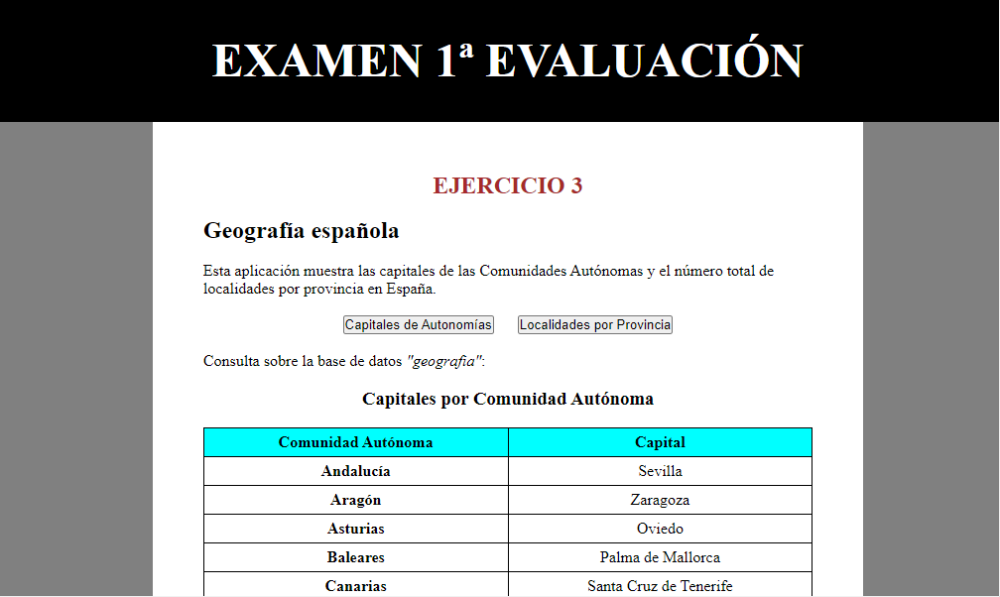 EXAMEN 1ª EVALUACIÓN
EJERCICIO 3
Geografía española
Esta aplicación muestra las capitales de las Comunidades Autónomas y el número total de
localidades por provincia en España.
Capitales de Autonomías Localidades por Provincia
Consulta sobre la base de datos "geografia":
Capitales por Comunidad Autónoma
Comunidad Autónoma Capital
Andalucía Sevilla
Aragón Zaragoza
Asturias Oviedo
Baleares Palma de Mallorca
Canarias Santa Cruz de Tenerife